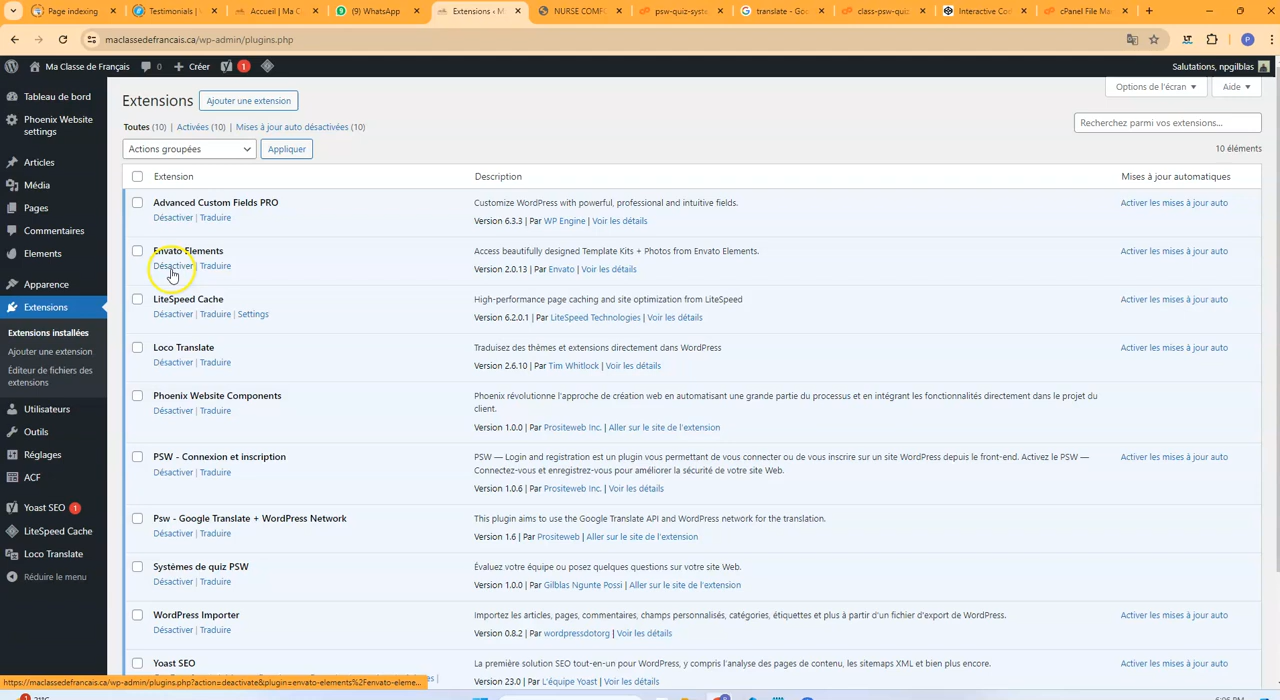 Page indexing
Testimonials | V
Accueil | Ma C
(9) WhatsApp
Extensions ‹ M
NURSE COMF
psw-quiz-syste
translate - Goo
class-psw-quiz
Interactive Co
cPanel File Ma
maclassedefrancais.ca/wp-admin/plugins.php
Ma Classe de Français 0 Créer 1
Salutations, npgilblas
Tableau de bord
Phoenix Website
settings
Articles
Média
Pages
Commentaires
Elements
Apparence
Extensions
Extensions installées
Ajouter une extension
Éditeur de fichiers des
extensions
Utilisateurs
Outils
Réglages
ACF
Yoast SEO 1
LiteSpeed Cache
Loco Translate
Réduire le menu
Options de l'écran ▼ Aide ▼
Extensions Ajouter une extension
Toutes (10) | Activées (10) | Mises à jour auto désactivées (10)
Recherchez parmi vos extensions...
Actions groupées Appliquer
10 éléments
Extension Description Mises à jour automatiques
Advanced Custom Fields PRO Customize WordPress with powerful, professional and intuitive fields. Activer les mises à jour auto
Désactiver | Traduire Version 6.3.3 | Par WP Engine | Voir les détails
Envato Elements Access beautifully designed Template Kits + Photos from Envato Elements. Activer les mises à jour auto
Désactiver | Traduire Version 2.0.13 | Par Envato | Voir les détails
LiteSpeed Cache High-performance page caching and site optimization from LiteSpeed Activer les mises à jour auto
Désactiver | Traduire | Settings Version 6.2.0.1 | Par LiteSpeed Technologies | Voir les détails
Loco Translate Traduisez des thèmes et extensions directement dans WordPress Activer les mises à jour auto
Désactiver | Traduire Version 2.6.10 | Par Tim Whitlock | Voir les détails
Phoenix Website Components Phoenix révolutionne l'approche de création web en automatisant une grande partie du processus et en intégrant les fonctionnalités directement dans le projet du
client.
Désactiver | Traduire Version 1.0.0 | Par Prositeweb Inc. | Aller sur le site de l'extension
PSW - Connexion et inscription PSW — Login and registration est un plugin vous permettant de vous connecter ou de vous inscrire sur un site WordPress depuis le front-end. Activez le PSW — Activer les mises à jour auto
Désactiver | Traduire Connectez-vous et enregistrez-vous pour améliorer la sécurité de votre site Web.
Version 1.0.6 | Par Prositeweb Inc. | Voir les détails
Psw - Google Translate + WordPress Network This plugin aims to use the Google Translate API and WordPress network for the translation.
Désactiver | Traduire Version 1.6 | Par Prositeweb | Aller sur le site de l'extension
Systèmes de quiz PSW Évaluez votre équipe ou posez quelques questions sur votre site Web.
Désactiver | Traduire Version 1.0.0 | Par Gilblas Ngunte Possi | Aller sur le site de l'extension
WordPress Importer Importez les articles, pages, commentaires, champs personnalisés, catégories, étiquettes et plus à partir d'un fichier d'export de WordPress. Activer les mises à jour auto
Désactiver | Traduire Version 0.8.2 | Par wordpressdotorg | Voir les détails
Yoast SEO La première solution SEO tout-en-un pour WordPress, y compris l'analyse des pages de contenu, les sitemaps XML et bien plus encore. Activer les mises à jour auto
Version 23.0 | Par L'équipe Yoast | Voir les détails
https://maclassedefrancais.ca/wp-admin/plugins.php?action=deactivate&plugin=envato-elements%2Fenvato-eleme...